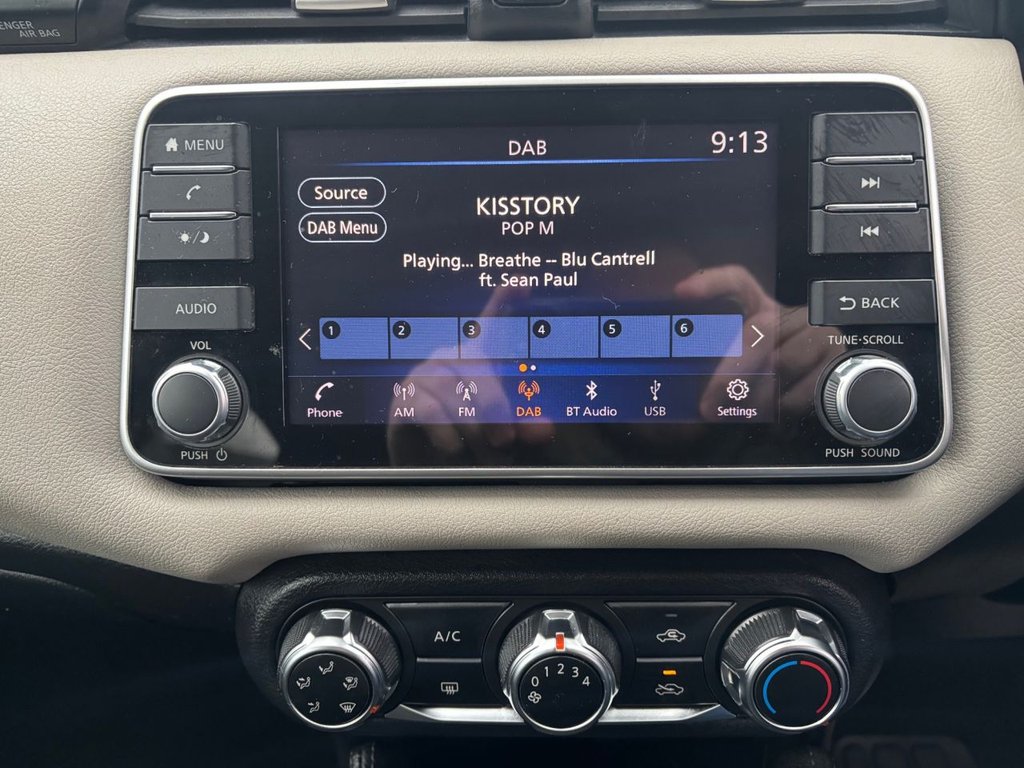 ENGER
AIR BAG
MENU
DAB
9:13
Source
DAB Menu
KISSTORY
POP M
Playing... Breathe -- Blu Cantrell
ft. Sean Paul
AUDIO
BACK
VOL
TUNE·SCROLL
1 2 3 4 5 6
Phone
AM
FM
DAB
BT Audio
USB
Settings
PUSH
PUSH SOUND
A/C
0 1 2 3 4